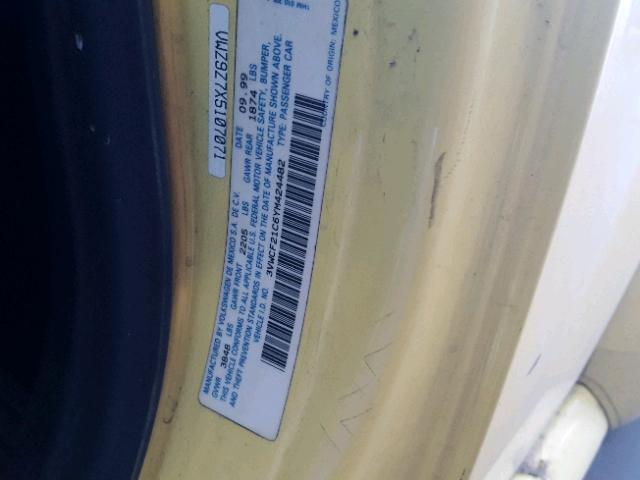 MANUFACTURED BY VOLKSWAGEN DE MEXICO S.A. DE C.V. DATE 09.99
GVWR 3848 LBS GAWR FRONT 2205 LBS GAWR REAR 1874 LBS
THIS VEHICLE CONFORMS TO ALL APPLICABLE U.S. FEDERAL MOTOR VEHICLE SAFETY, BUMPER,
AND THEFT PREVENTION STANDARDS IN EFFECT ON THE DATE OF MANUFACTURE SHOWN ABOVE.
VEHICLE I.D. NO. 3VWCF21C6YM424482 TYPE: PASSENGER CAR
COUNTRY OF ORIGIN: MEXICO
VWZ9Z7X5107071